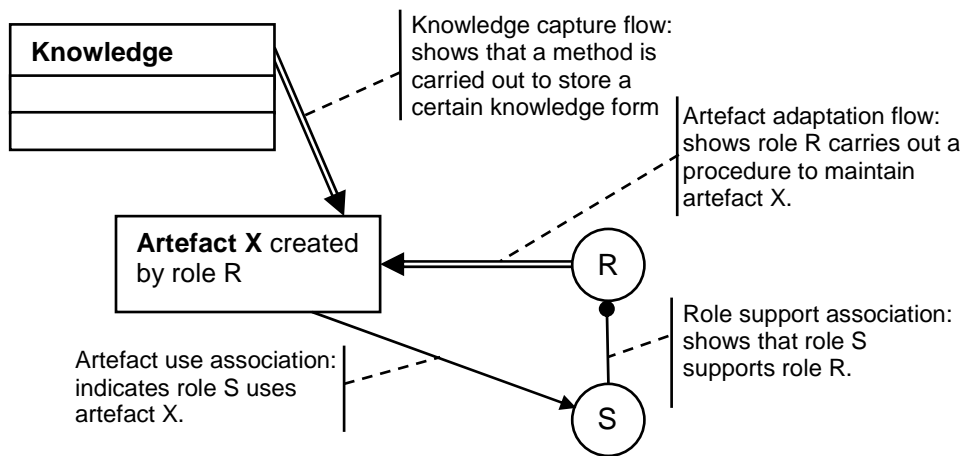 Knowledge
Knowledge capture flow:
shows that a method is
carried out to store a
certain knowledge form
Artefact adaptation flow:
shows role R carries out a
procedure to maintain
artefact X.
Artefact X created
by role R
R
Role support association:
shows that role S
supports role R.
Artefact use association:
indicates role S uses
artefact X.
S